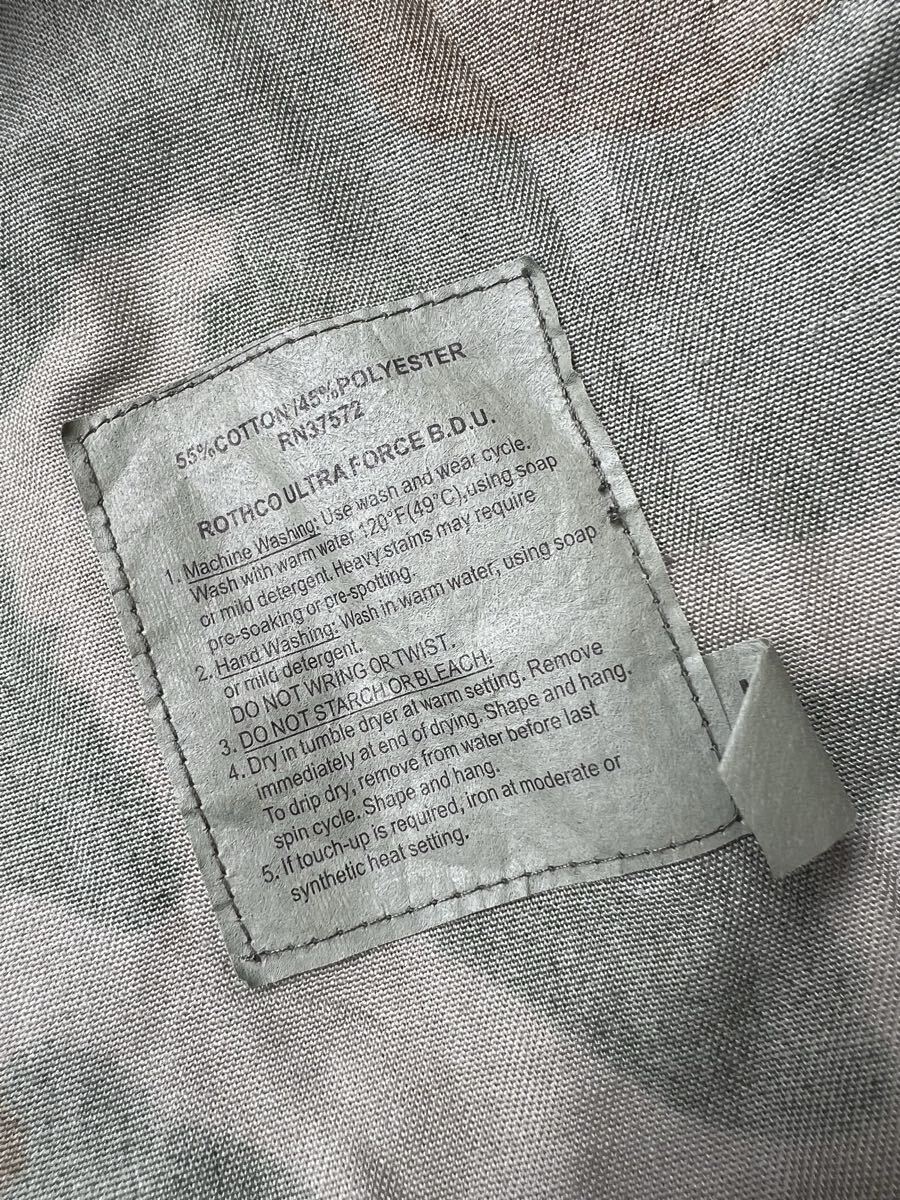 55%COTTON/45%POLYESTER
RN37572
ROTHCO ULTRA FORCE B.D.U.
1. Machine Washing: Use wash and wear cycle.
Wash with warm water 120°F(49°C),using soap
or mild detergent. Heavy stains may require
pre-soaking or pre-spotting.
2. Hand Washing: Wash in warm water, using soap
or mild detergent.
DO NOT WRING OR TWIST.
3. DO NOT STARCH OR BLEACH.
4. Dry in tumble dryer at warm setting. Remove
immediately at end of drying. Shape and hang.
To drip dry, remove from water before last
spin cycle. Shape and hang.
5. If touch-up is required, iron at moderate or
synthetic heat setting.